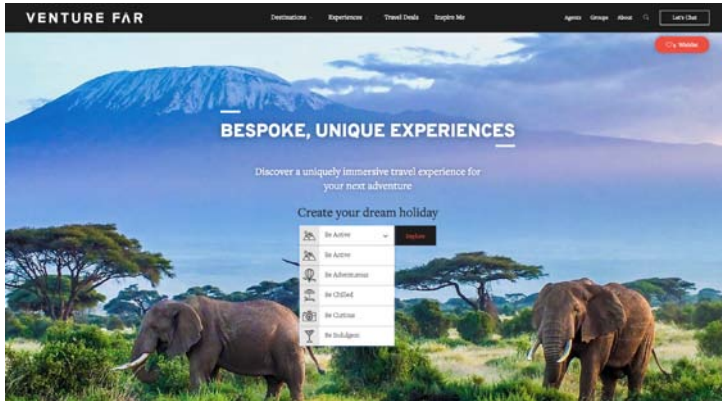 VENTURE FAR
Destinations Experiences Travel Deals Inspire Me Agents Groups About Let's Chat
Wishlist
BESPOKE, UNIQUE EXPERIENCES
Discover a uniquely immersive travel experience for
your next adventure
Create your dream holiday
Be Active Explore
Be Active
Be Adventurous
Be Chilled
Be Curious
Be Indulgent